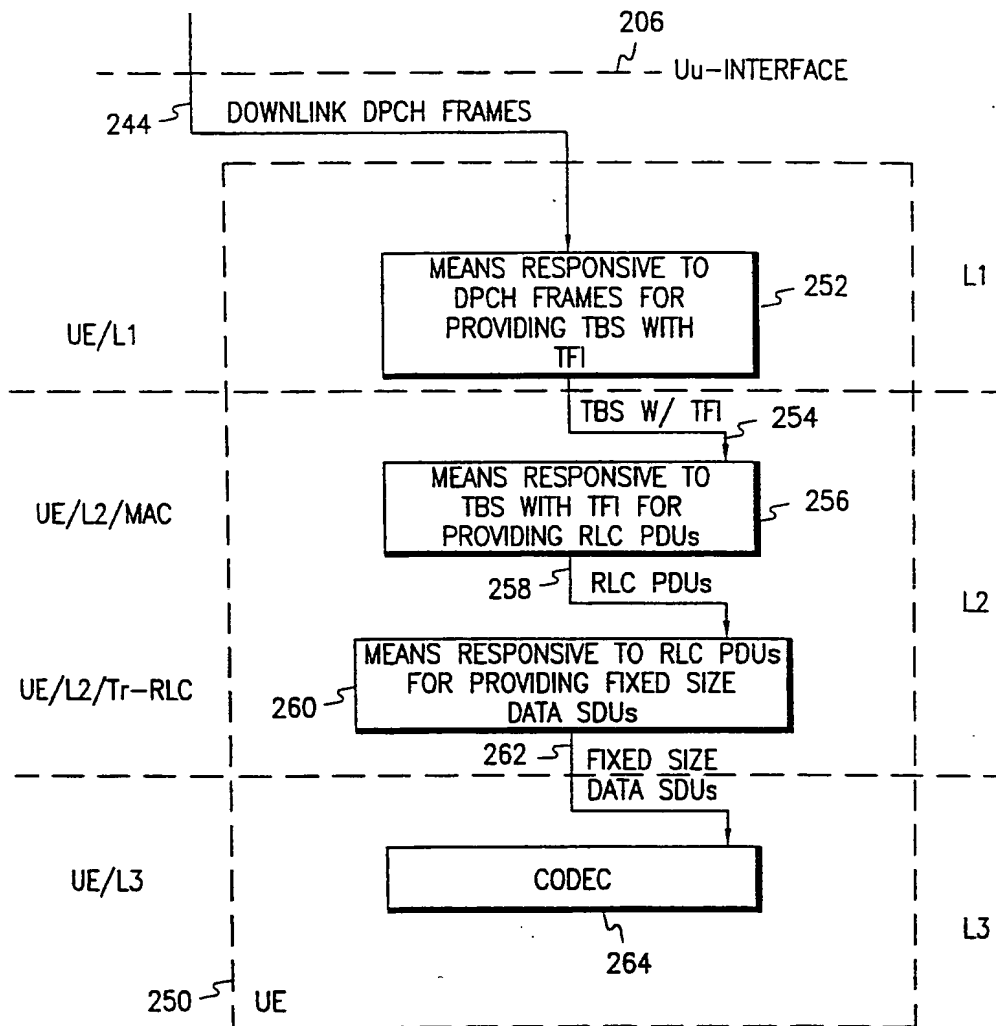 206
Uu-INTERFACE
244
DOWNLINK DPCH FRAMES
MEANS RESPONSIVE TO
DPCH FRAMES FOR
PROVIDING TBS WITH
TFI
252
L1
UE/L1
TBS W/ TFI
254
MEANS RESPONSIVE TO
TBS WITH TFI FOR
PROVIDING RLC PDUs
256
UE/L2/MAC
258
RLC PDUs
L2
MEANS RESPONSIVE TO RLC PDUs
FOR PROVIDING FIXED SIZE
DATA SDUs
UE/L2/Tr-RLC
260
262
FIXED SIZE
DATA SDUs
UE/L3
CODEC
264
L3
250
UE